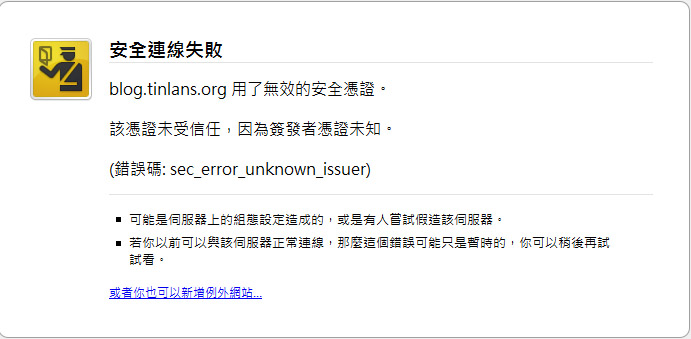 安全連線失敗
blog.tinlans.org 用了無效的安全憑證。
該憑證未受信任，因為簽發者憑證未知。
(錯誤碼: sec_error_unknown_issuer)
可能是伺服器上的組態設定造成的，或是有人嘗試假造該伺服器。
若你以前可以與該伺服器正常連線，那麼這個錯誤可能只是暫時的，你可以稍後再試
試看。
或者你也可以新增例外網站...